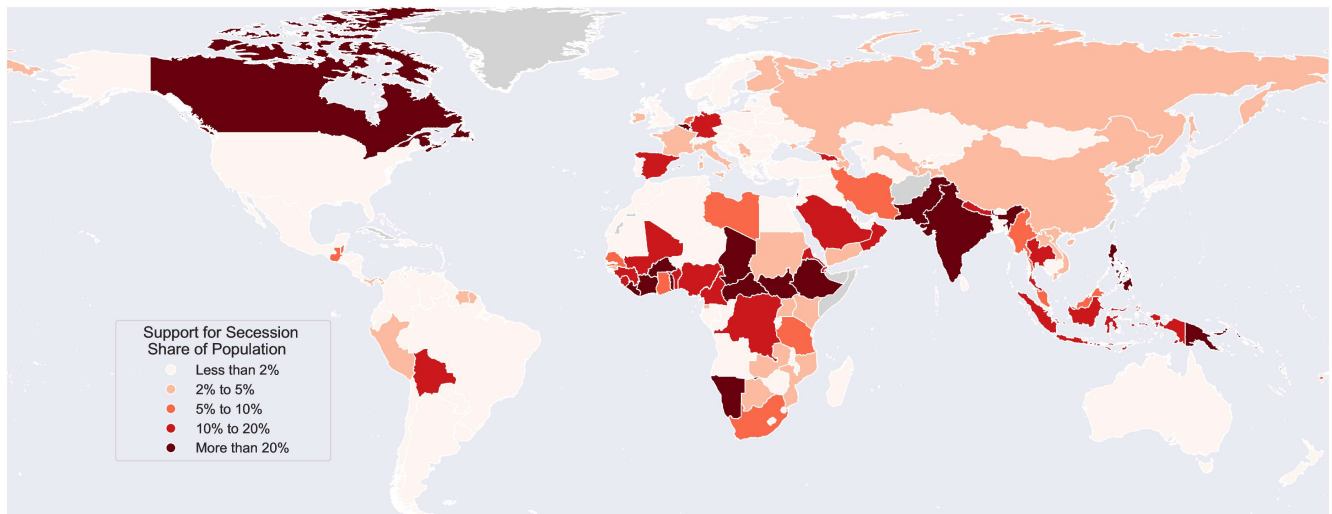 Support for Secession
Share of Population
Less than 2%
2% to 5%
5% to 10%
10% to 20%
More than 20%